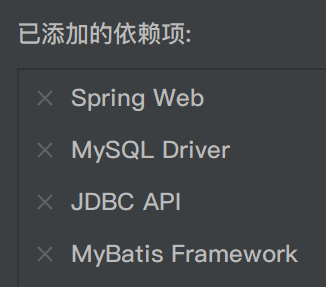 已添加的依赖项:
Spring Web
MySQL Driver
JDBC API
MyBatis Framework